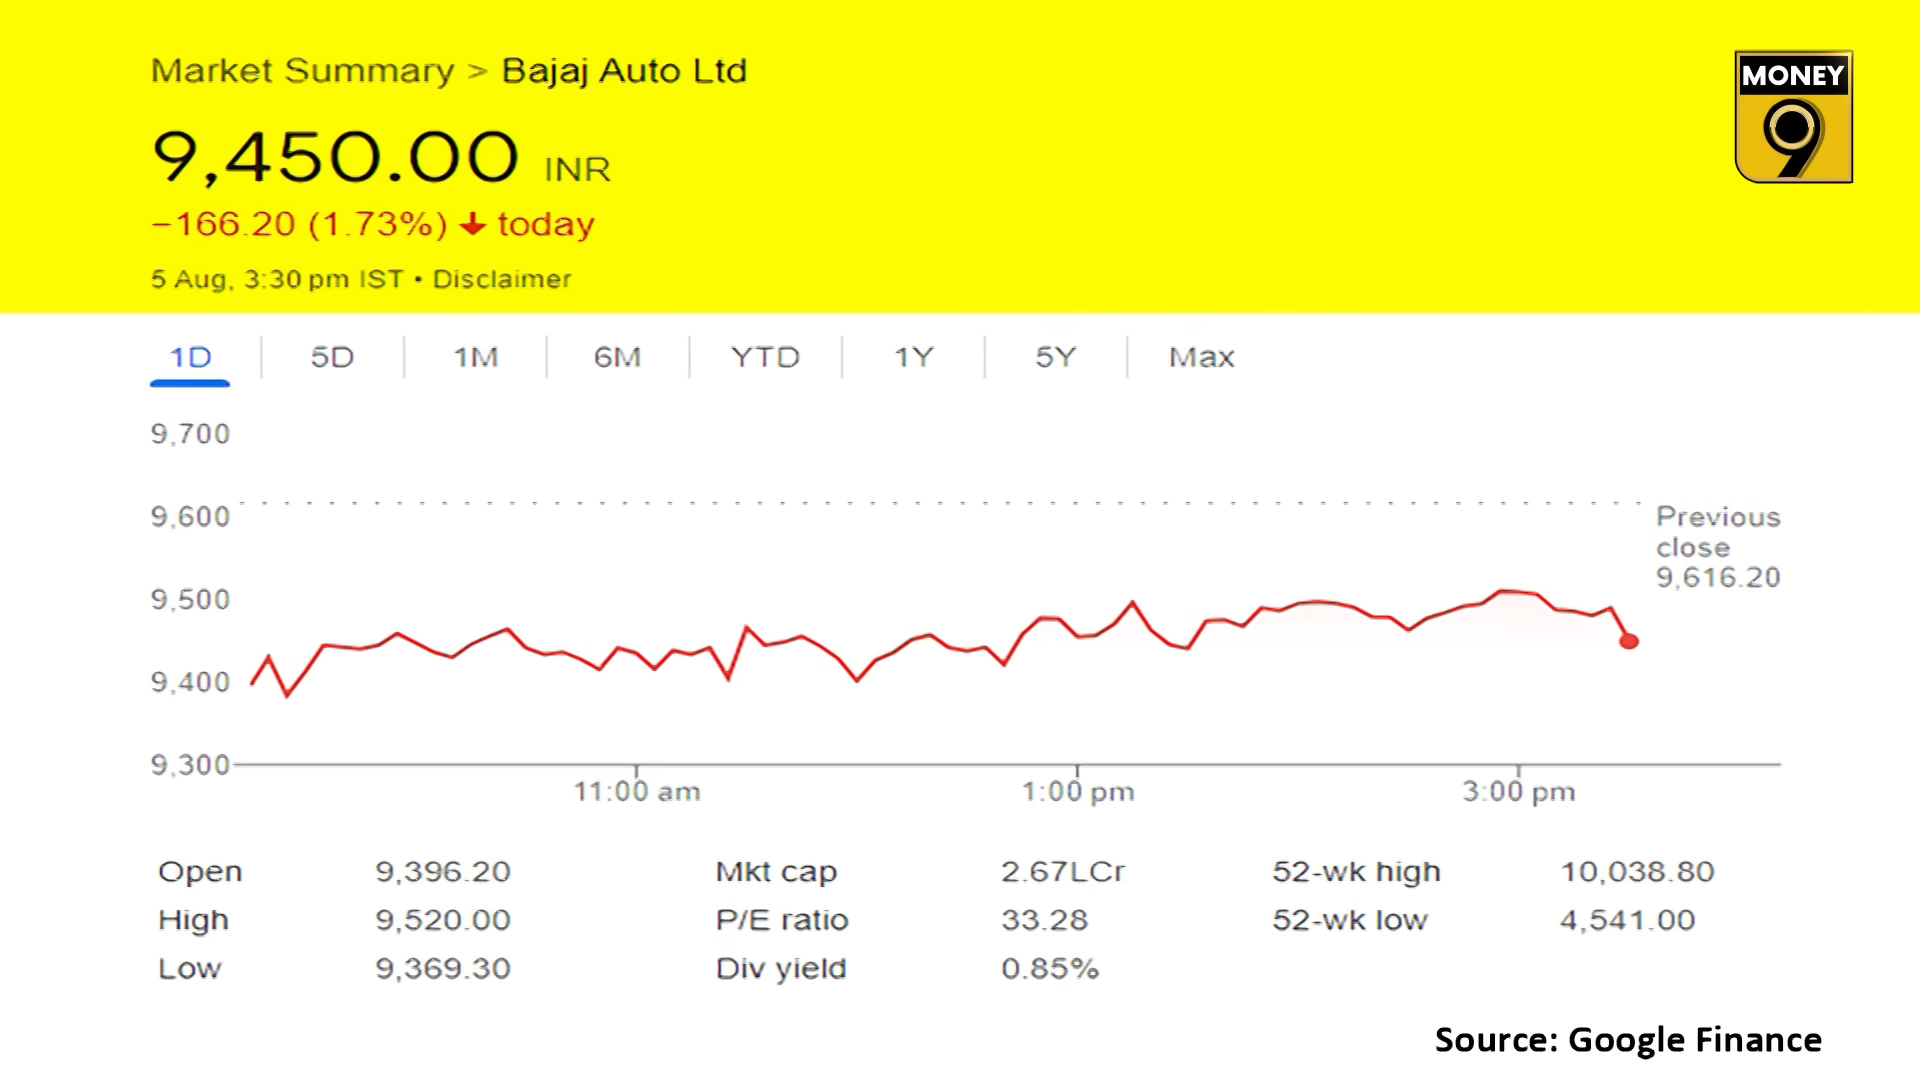 Market Summary > Bajaj Auto Ltd
MONEY
9
9,450.00 INR
−166.20 (1.73%) ↓ today
5 Aug, 3:30 pm IST • Disclaimer
1D 5D 1M 6M YTD 1Y 5Y Max
9,700
9,600
9,500
9,400
9,300
Previous
close
9,616.20
11:00 am 1:00 pm 3:00 pm
Open 9,396.20 Mkt cap 2.67LCr 52-wk high 10,038.80
High 9,520.00 P/E ratio 33.28 52-wk low 4,541.00
Low 9,369.30 Div yield 0.85%
Source: Google Finance